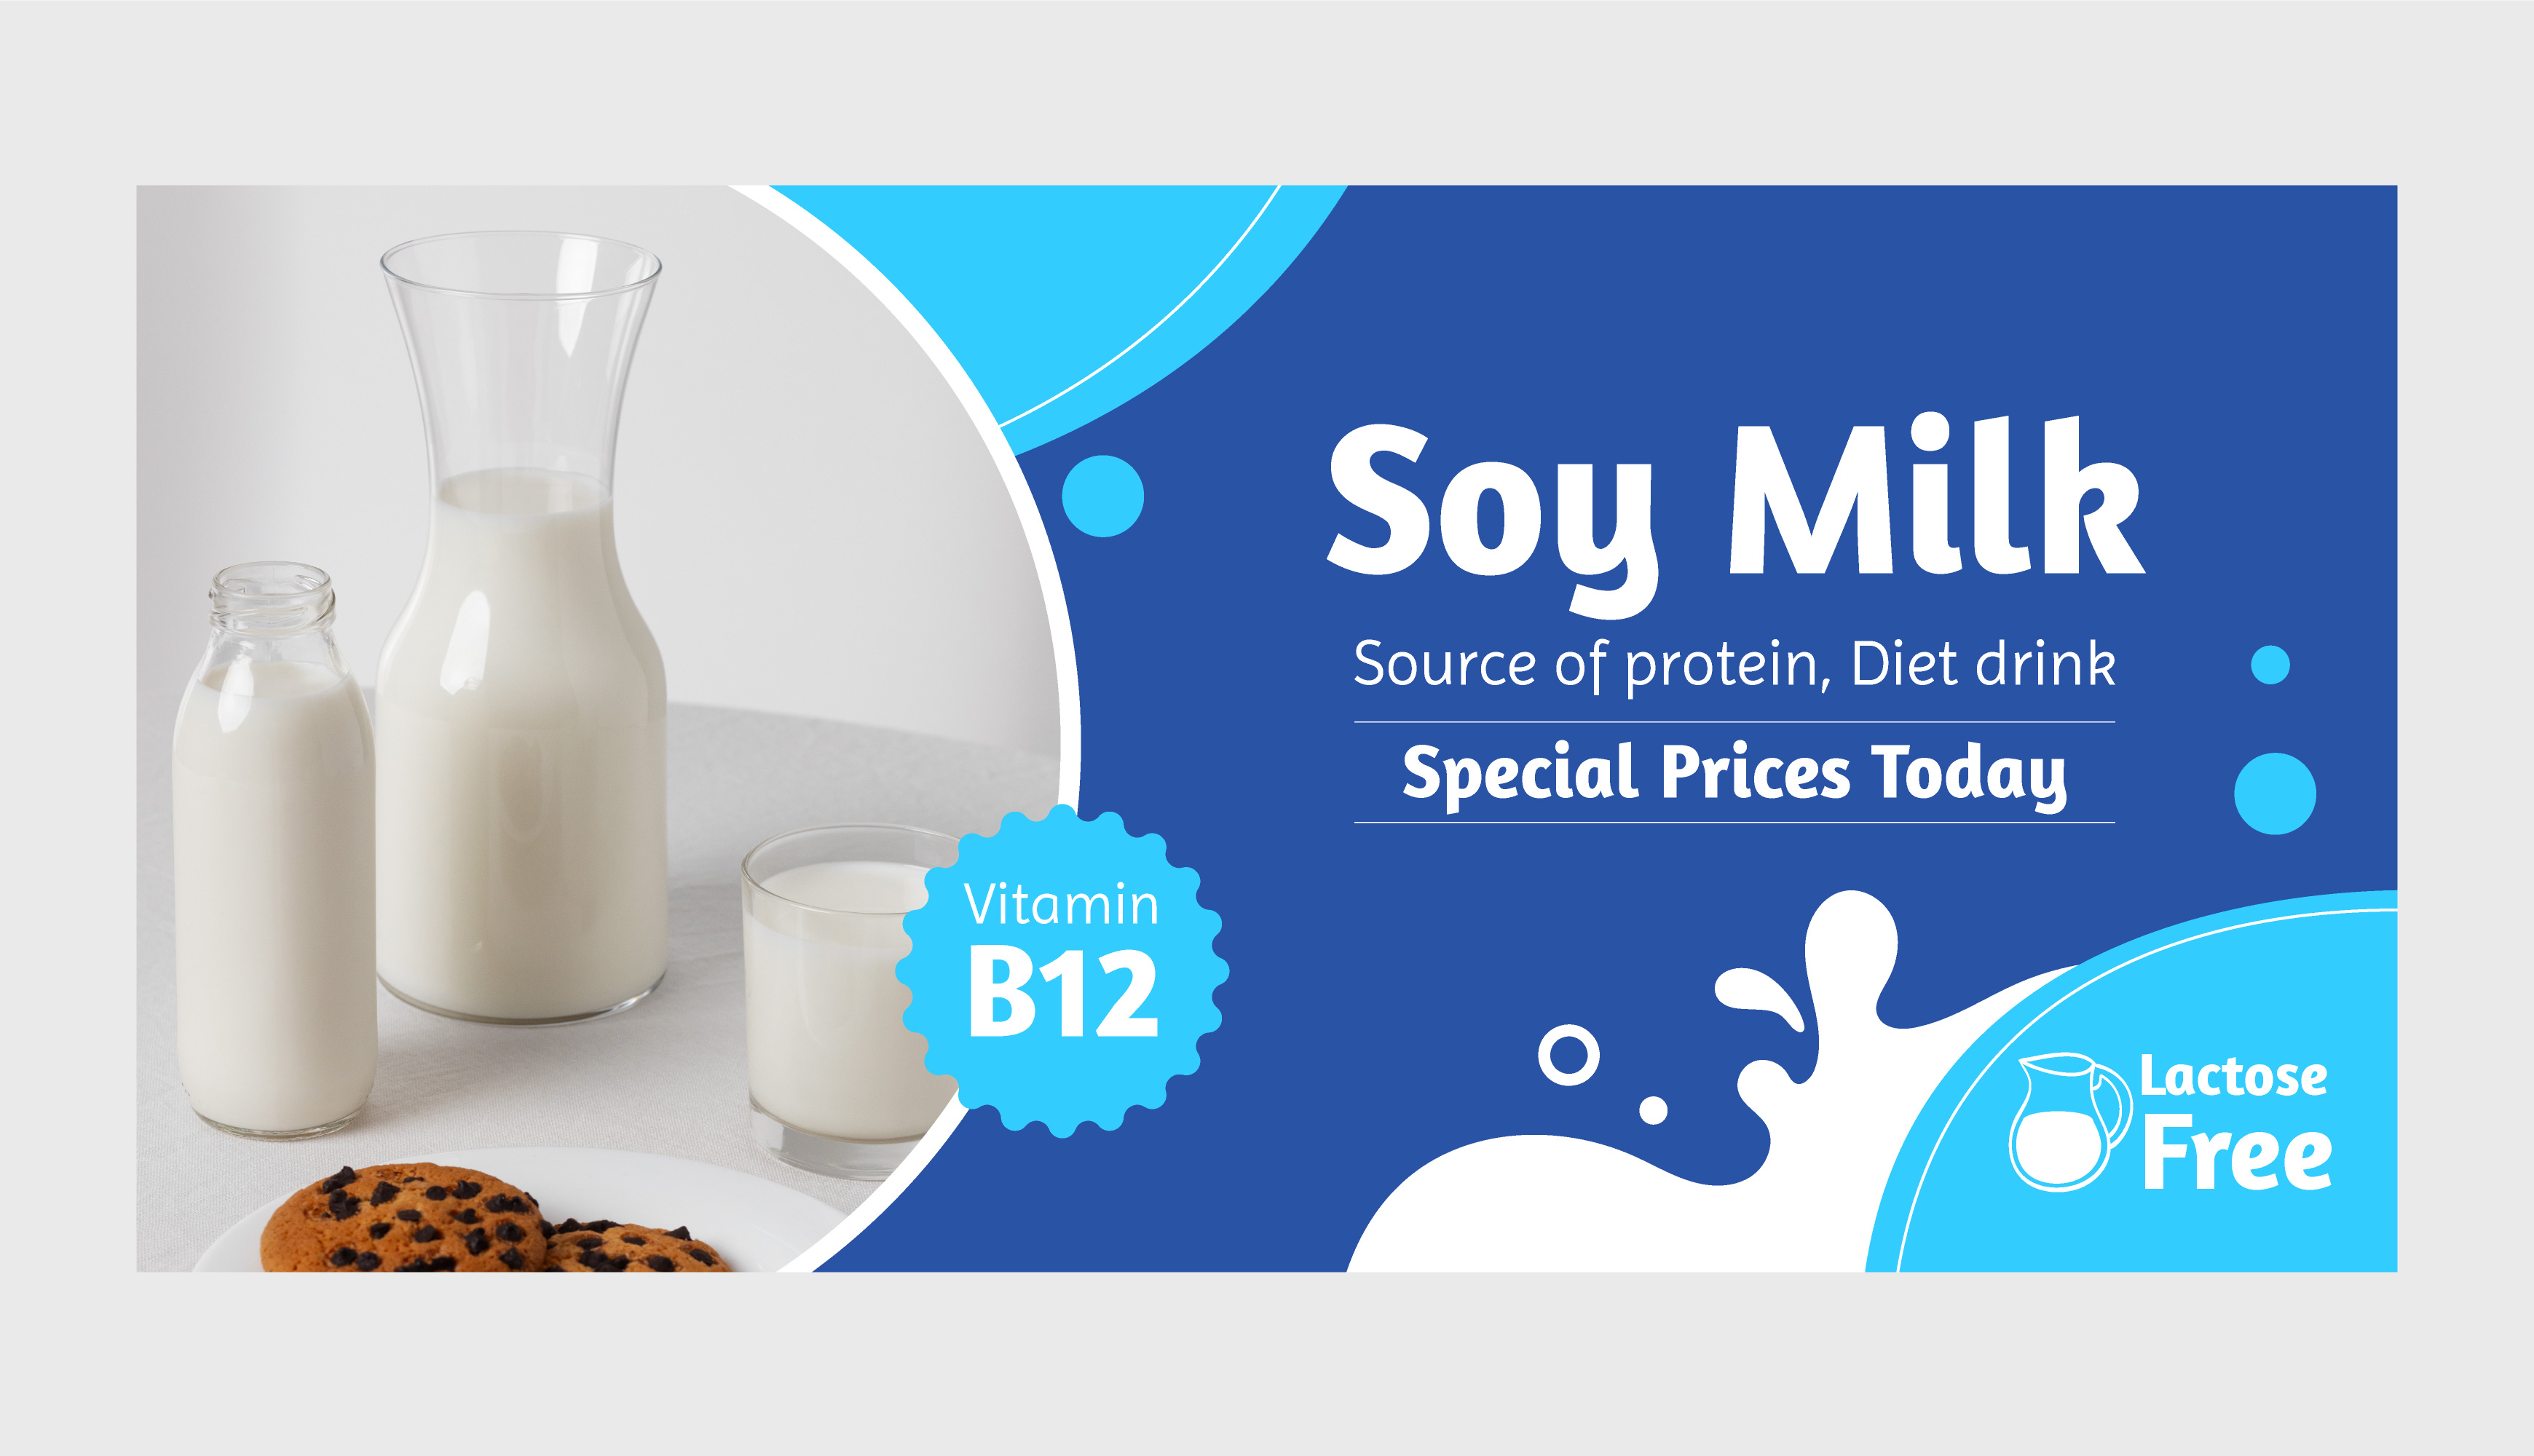 Soy Milk
Source of protein, Diet drink
Special Prices Today
Vitamin
B12
Lactose
Free